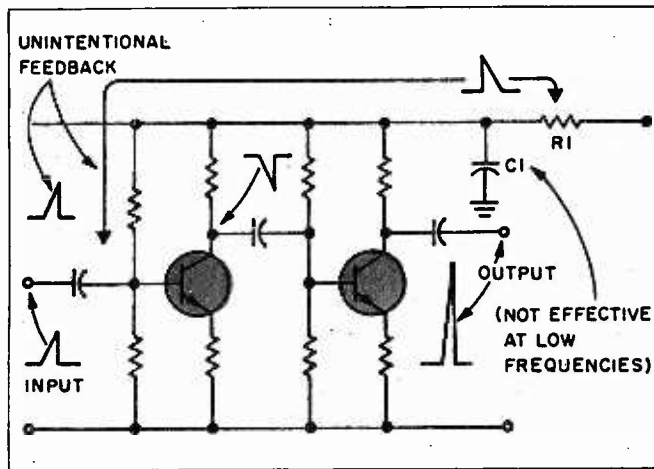 UNINTENTIONAL
FEEDBACK
R1
C1
OUTPUT
(NOT EFFECTIVE
AT LOW
FREQUENCIES)
INPUT